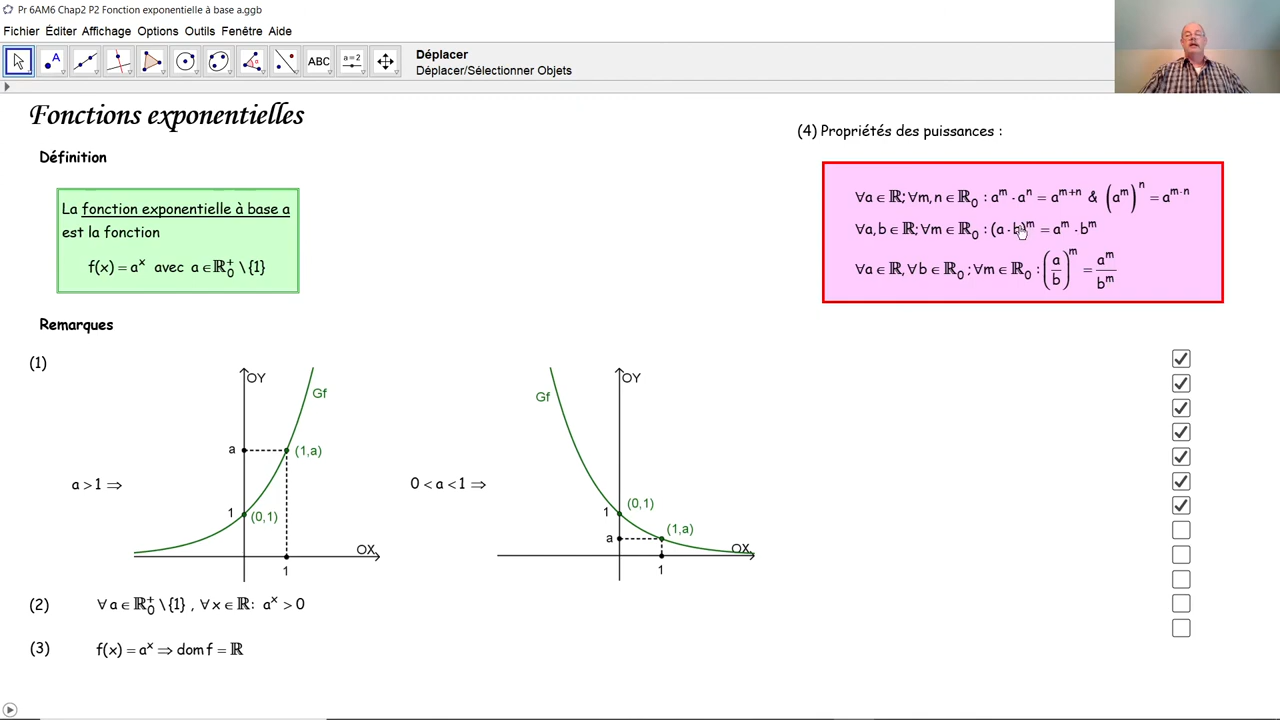 Pr 6AM6 Chap2 P2 Fonction exponentielle à base a.ggb
Fichier Éditer Affichage Options Outils Fenêtre Aide
A ABC a=2
Déplacer
Déplacer/Sélectionner Objets
Fonctions exponentielles
Définition
La fonction exponentielle à base a
est la fonction
f(x) = a^x avec a ∈ ℝ₀⁺ \ {1}
Remarques
(1)
a > 1 ⇒
OY
Gf
a
(1,a)
1
(0,1)
OX
1
0 < a < 1 ⇒
OY
Gf
1
(0,1)
a
(1,a)
OX
1
(2) ∀ a ∈ ℝ₀⁺ \ {1} , ∀ x ∈ ℝ : a^x > 0
(3) f(x) = a^x ⇒ dom f = ℝ
(4) Propriétés des puissances :
∀a ∈ ℝ; ∀m, n ∈ ℝ₀ : a^m · a^n = a^(m+n) & (a^m)^n = a^(m·n)
∀a, b ∈ ℝ; ∀m ∈ ℝ₀ : (a · b)^m = a^m · b^m
∀a ∈ ℝ, ∀b ∈ ℝ₀ ; ∀m ∈ ℝ₀ : (a/b)^m = a^m/b^m